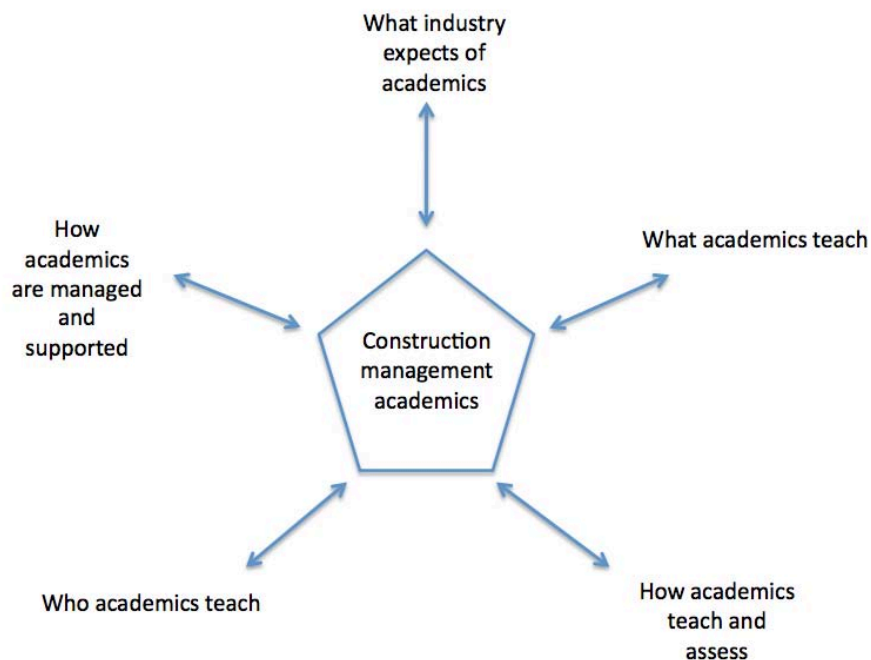 What industry
expects of
academics
What academics teach
How
academics
are managed
and
supported
Construction
management
academics
Who academics teach
How academics
teach and
assess